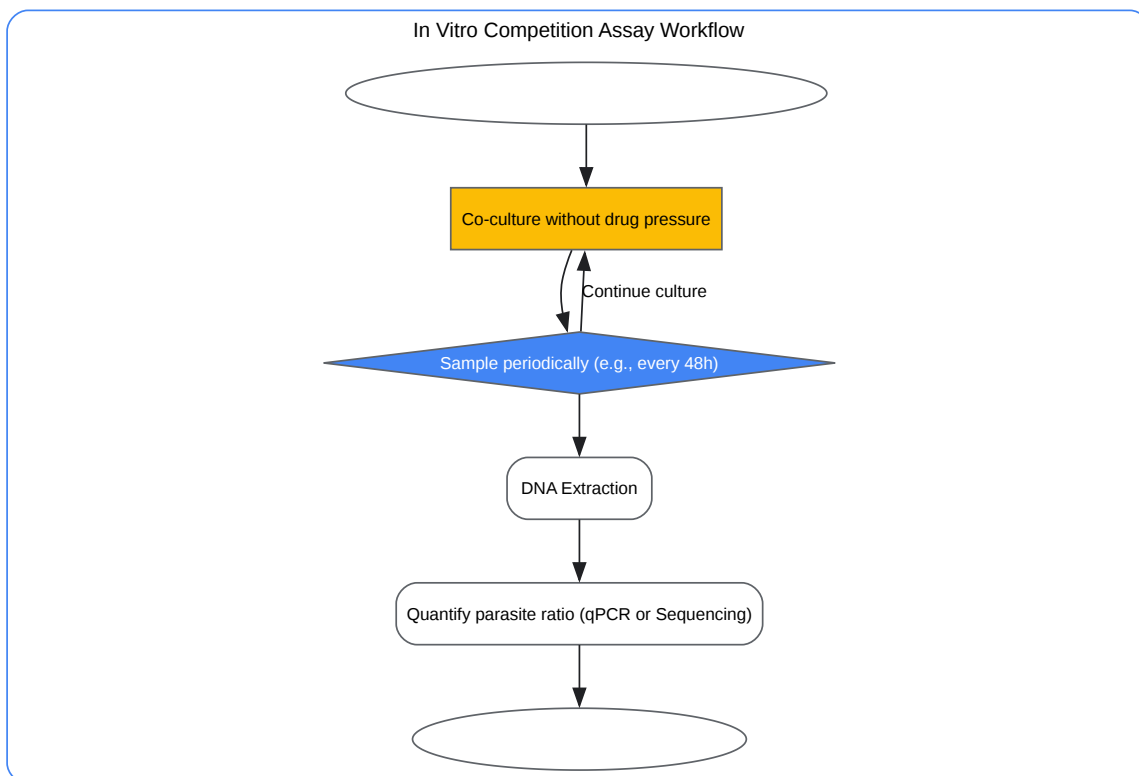 In Vitro Competition Assay Workflow
Co-culture without drug pressure
Continue culture
Sample periodically (e.g., every 48h)
DNA Extraction
Quantify parasite ratio (qPCR or Sequencing)